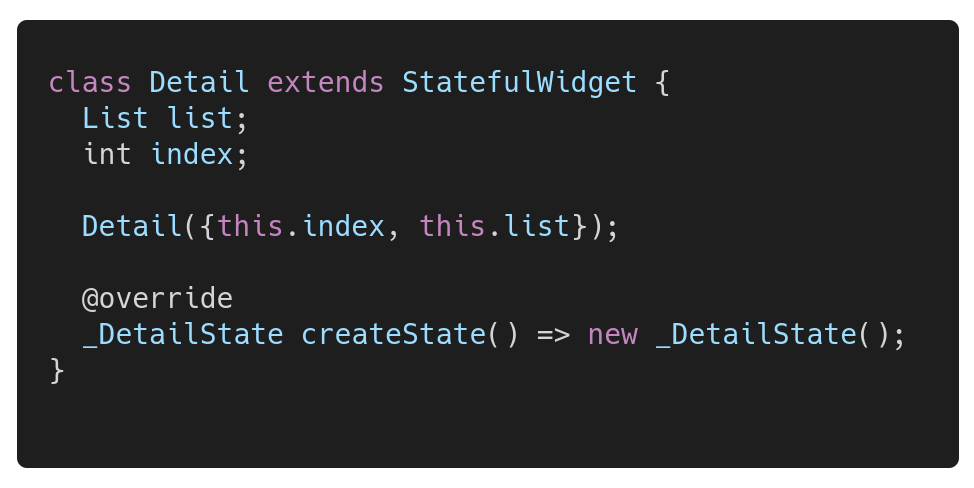 class Detail extends StatefulWidget {
  List list;
  int index;

  Detail({this.index, this.list});

  @override
  _DetailState createState() => new _DetailState();
}